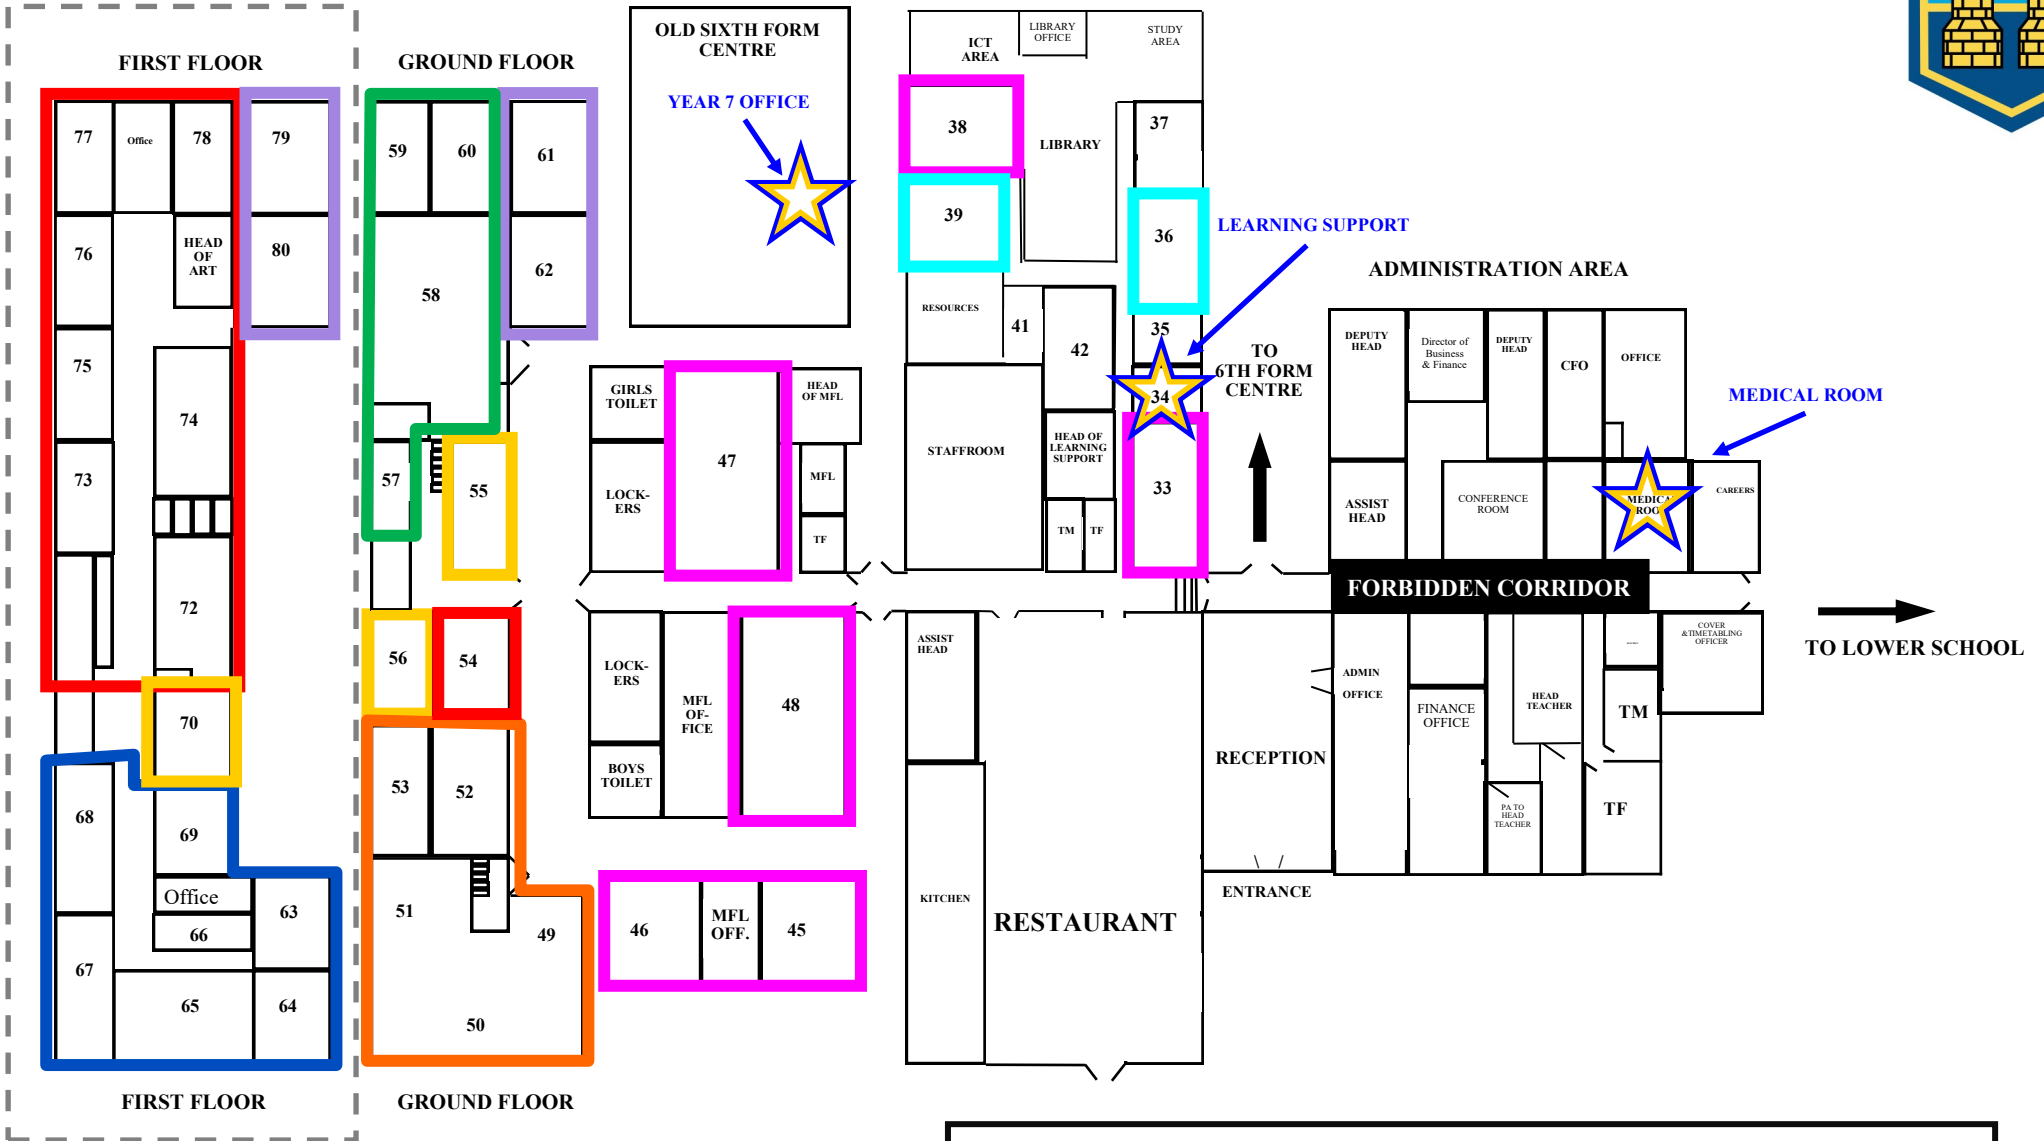 FIRST FLOOR
77
Office
78
79
76
HEAD
OF
ART
80
75
74
73
72
70
68
69
Office
63
66
67
65
64
FIRST FLOOR
GROUND FLOOR
59
60
61
58
62
57
55
56
54
53
52
51
49
50
GROUND FLOOR
OLD SIXTH FORM
CENTRE
YEAR 7 OFFICE
GIRLS
TOILET
47
HEAD
OF MFL
LOCK-
ERS
MFL
TF
LOCK-
ERS
MFL
OF-
FICE
48
BOYS
TOILET
46
MFL
OFF.
45
ICT
AREA
LIBRARY
OFFICE
STUDY
AREA
38
LIBRARY
37
39
36
LEARNING SUPPORT
RESOURCES
41
42
35
34
TO
6TH FORM
CENTRE
STAFFROOM
HEAD OF
LEARNING
SUPPORT
33
TM
TF
ASSIST
HEAD
KITCHEN
RESTAURANT
RECEPTION
ENTRANCE
ADMINISTRATION AREA
DEPUTY
HEAD
Director of
Business
& Finance
DEPUTY
HEAD
CFO
OFFICE
MEDICAL ROOM
ASSIST
HEAD
CONFERENCE
ROOM
MEDICAL
ROOM
CAREERS
FORBIDDEN CORRIDOR
TO LOWER SCHOOL
ADMIN
OFFICE
FINANCE
OFFICE
HEAD
TEACHER
PA TO
HEAD
TEACHER
COVER
&TIMETABLING
OFFICER
TM
TF